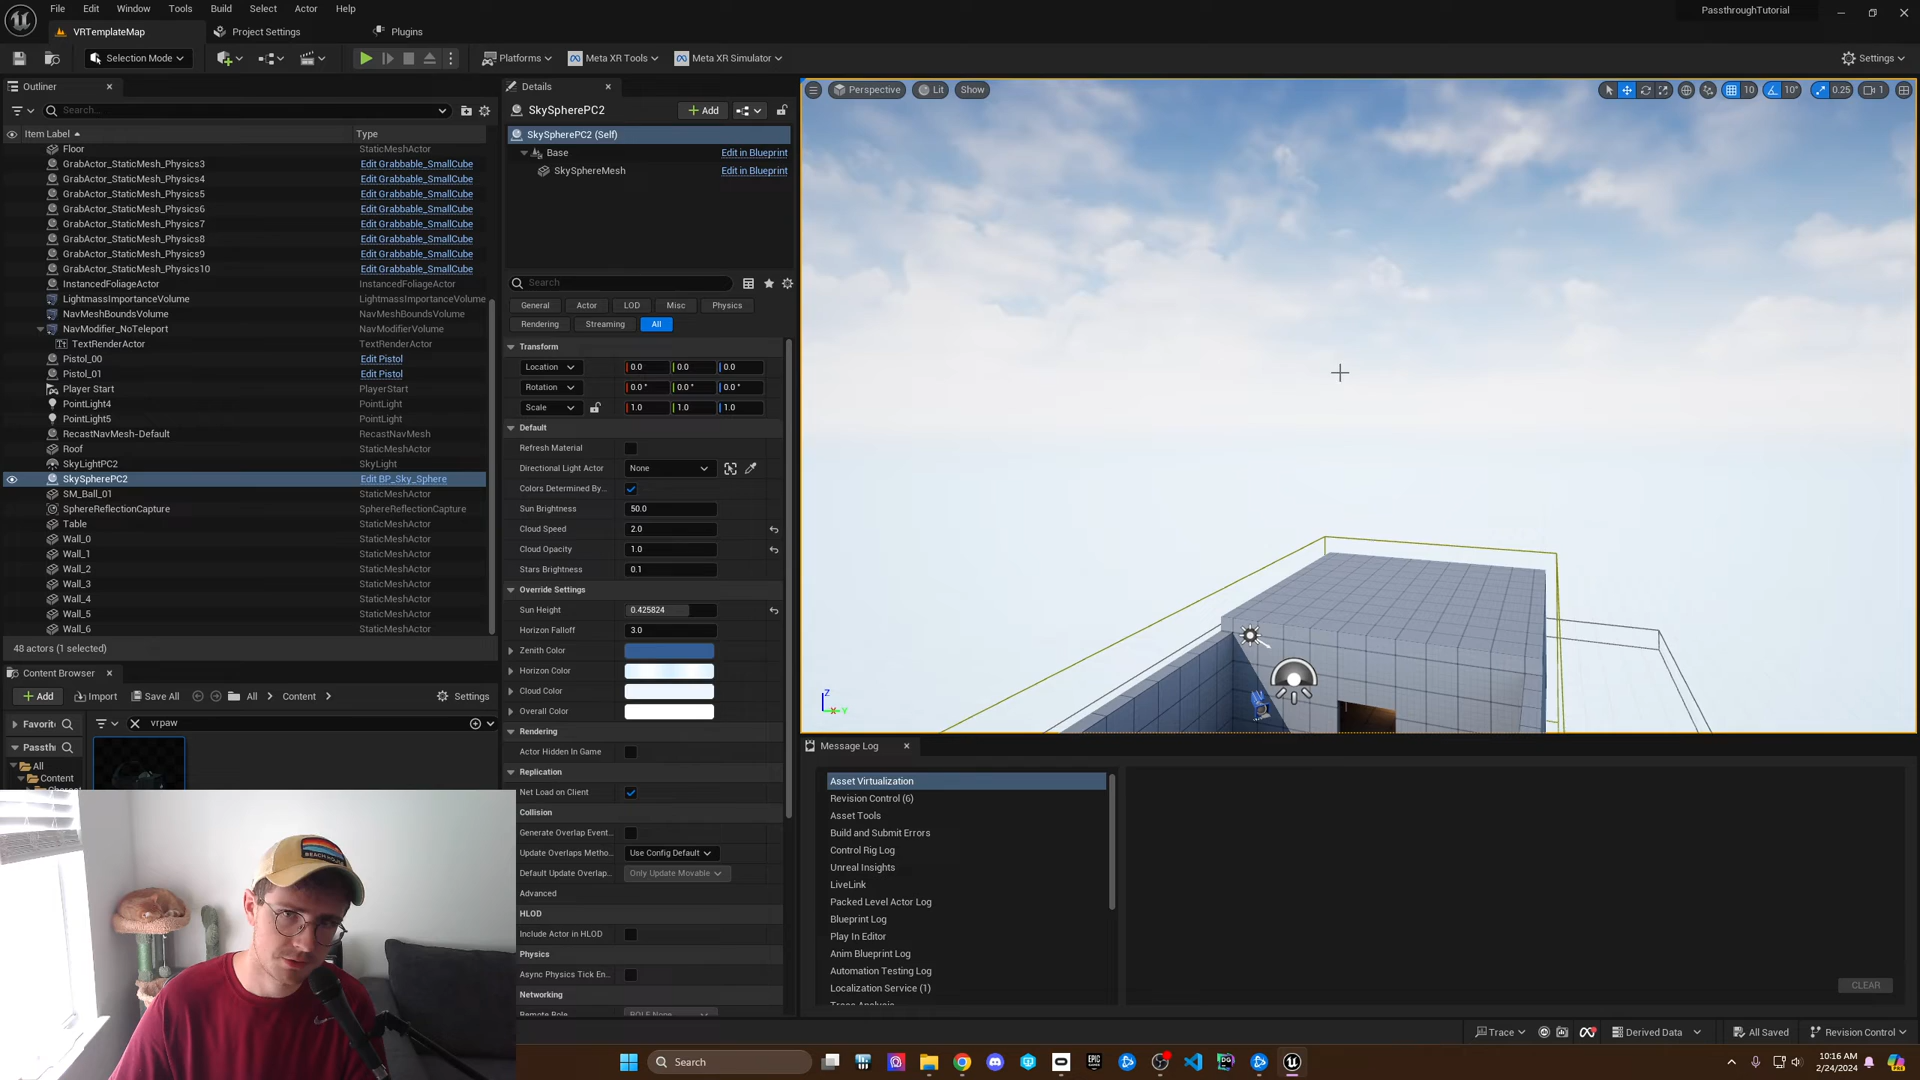 File Edit Window Tools Build Select Actor Help
PassthroughTutorial
VRTemplateMap
Project Settings
Plugins
Selection Mode
Platforms
Meta XR Tools
Meta XR Simulator
Settings
Outliner
Search...
Item Label
Type
Floor StaticMeshActor
GrabActor_StaticMesh_Physics3 Edit Grabbable_SmallCube
GrabActor_StaticMesh_Physics4 Edit Grabbable_SmallCube
GrabActor_StaticMesh_Physics5 Edit Grabbable_SmallCube
GrabActor_StaticMesh_Physics6 Edit Grabbable_SmallCube
GrabActor_StaticMesh_Physics7 Edit Grabbable_SmallCube
GrabActor_StaticMesh_Physics8 Edit Grabbable_SmallCube
GrabActor_StaticMesh_Physics9 Edit Grabbable_SmallCube
GrabActor_StaticMesh_Physics10 Edit Grabbable_SmallCube
InstancedFoliageActor InstancedFoliageActor
LightmassImportanceVolume LightmassImportanceVolume
NavMeshBoundsVolume NavMeshBoundsVolume
NavModifier_NoTeleport NavModifierVolume
TextRenderActor TextRenderActor
Pistol_00 Edit Pistol
Pistol_01 Edit Pistol
Player Start PlayerStart
PointLight4 PointLight
PointLight5 PointLight
RecastNavMesh-Default RecastNavMesh
Roof StaticMeshActor
SkyLightPC2 SkyLight
SkySpherePC2 Edit BP_Sky_Sphere
SM_Ball_01 StaticMeshActor
SphereReflectionCapture SphereReflectionCapture
Table StaticMeshActor
Wall_0 StaticMeshActor
Wall_1 StaticMeshActor
Wall_2 StaticMeshActor
Wall_3 StaticMeshActor
Wall_4 StaticMeshActor
Wall_5 StaticMeshActor
Wall_6 StaticMeshActor
48 actors (1 selected)
Content Browser
Add Import Save All All Content Settings
Favorit
vrpaw
Passthr
All
Content
Details
SkySpherePC2
Add
SkySpherePC2 (Self)
Base Edit in Blueprint
SkySphereMesh Edit in Blueprint
Search
General Actor LOD Misc Physics
Rendering Streaming All
Transform
Location 0.0 0.0 0.0
Rotation 0.0 ° 0.0 ° 0.0 °
Scale 1.0 1.0 1.0
Default
Refresh Material
Directional Light Actor None
Colors Determined By...
Sun Brightness 50.0
Cloud Speed 2.0
Cloud Opacity 1.0
Stars Brightness 0.1
Override Settings
Sun Height 0.425824
Horizon Falloff 3.0
Zenith Color
Horizon Color
Cloud Color
Overall Color
Rendering
Actor Hidden In Game
Replication
Net Load on Client
Collision
Generate Overlap Event...
Update Overlaps Metho... Use Config Default
Default Update Overlap... Only Update Movable
Advanced
HLOD
Include Actor in HLOD
Physics
Async Physics Tick En...
Networking
Remote Role ROLE None
Perspective Lit Show
10 10° 0.25 1
Z
Y
Message Log
Asset Virtualization
Revision Control (6)
Asset Tools
Build and Submit Errors
Control Rig Log
Unreal Insights
LiveLink
Packed Level Actor Log
Blueprint Log
Play In Editor
Anim Blueprint Log
Automation Testing Log
Localization Service (1)
Trace Analysis
CLEAR
Trace
Derived Data
All Saved
Revision Control
BEACH
Search
EPIC
DG
10:16 AM
2/24/2024